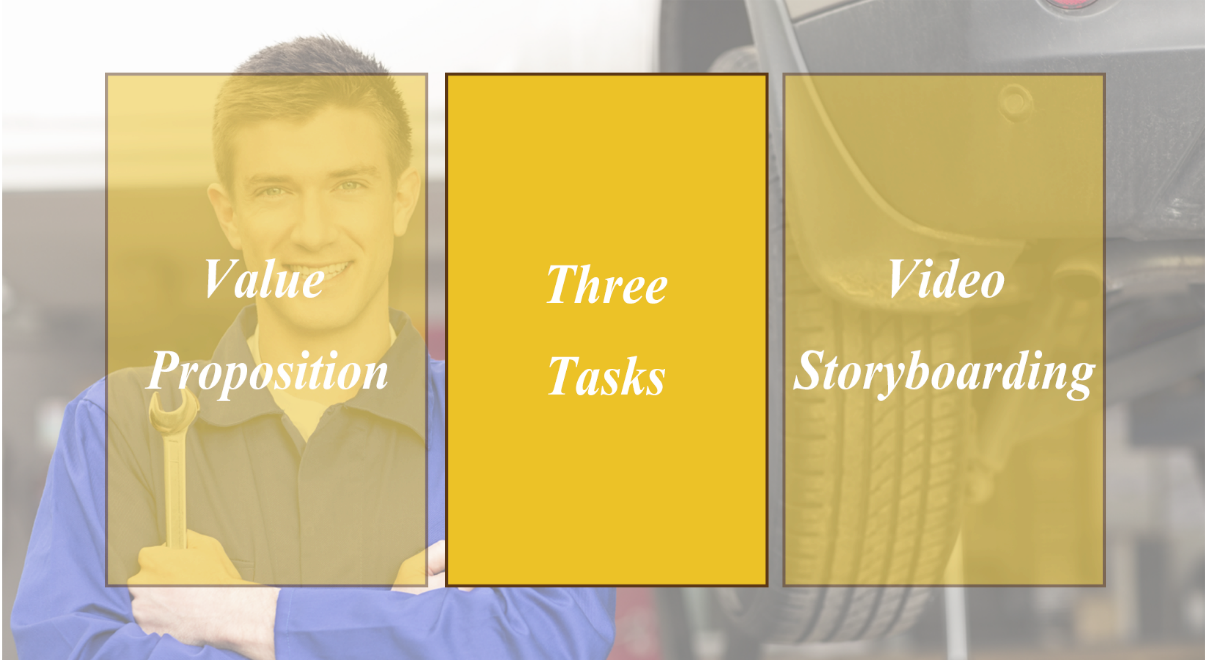 Value
Proposition
Three
Tasks
Video
Storyboarding